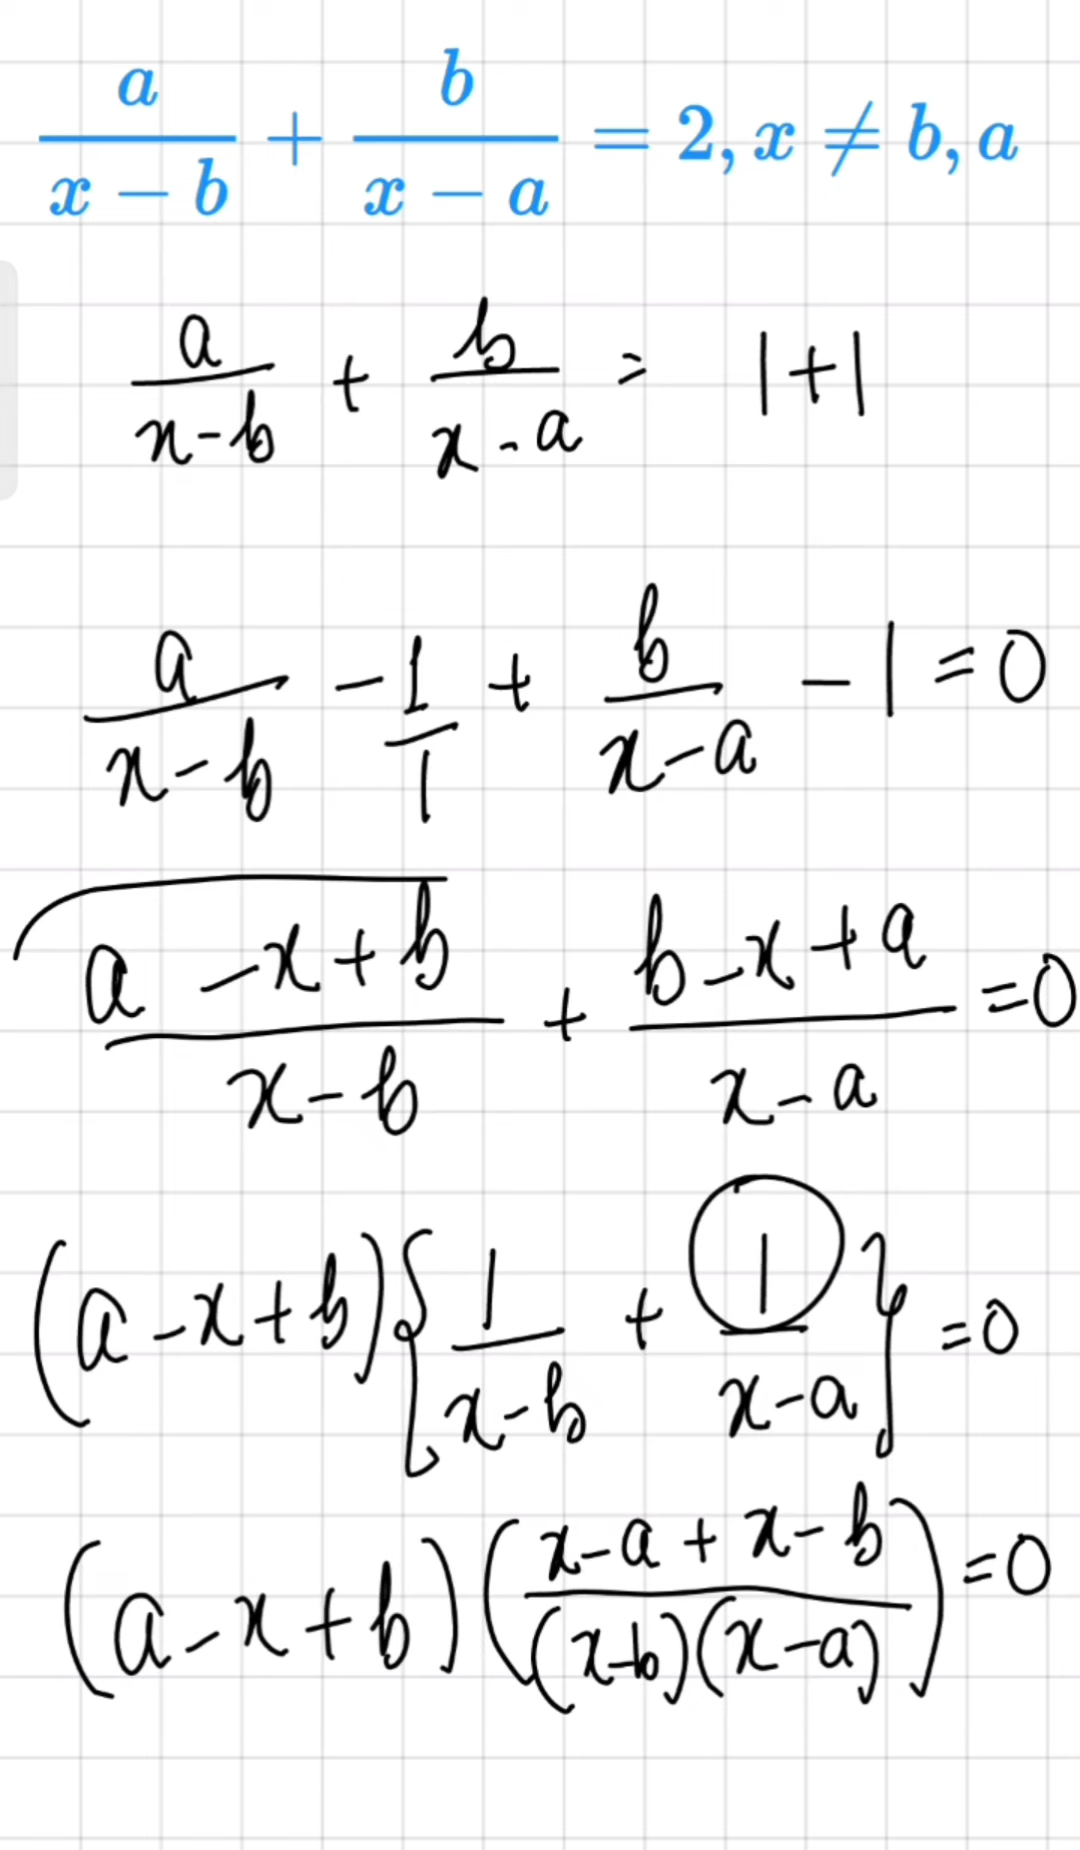 a/(x − b) + b/(x − a) = 2, x ≠ b, a
a/(x-b) + b/(x-a) = 1+1
a/(x-b) - 1/1 + b/(x-a) - 1 = 0
(a-x+b)/(x-b) + (b-x+a)/(x-a) = 0
(a-x+b){1/(x-b) + 1/(x-a)} = 0
(a-x+b)((x-a+x-b)/((x-b)(x-a))) = 0